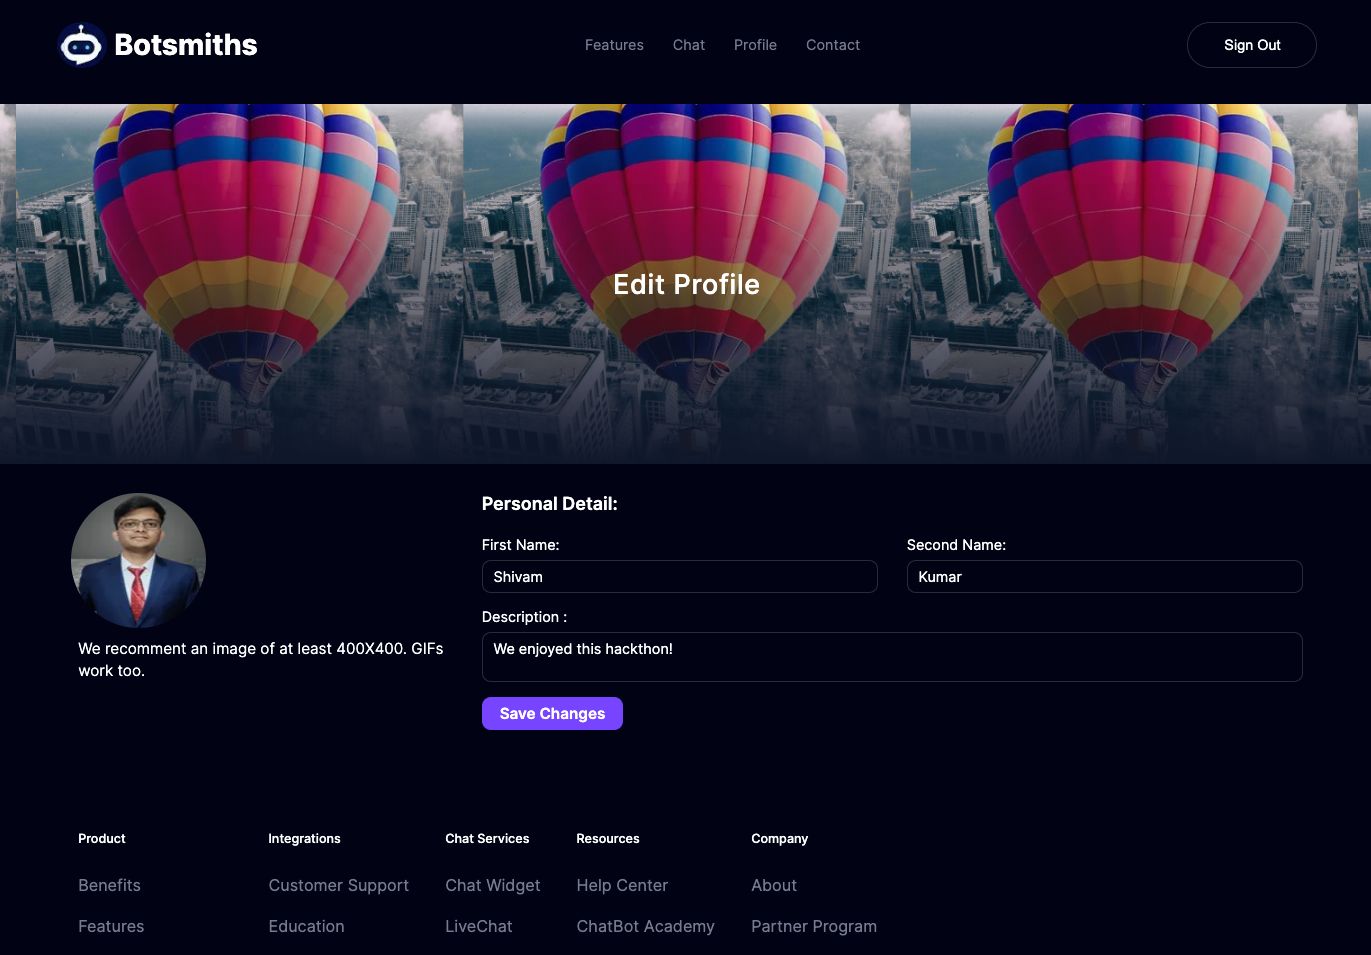 Botsmiths
Features Chat Profile Contact
Sign Out
Edit Profile
Personal Detail:
First Name:
Second Name:
Shivam
Kumar
Description :
We enjoyed this hackthon!
We recomment an image of at least 400X400. GIFs
work too.
Save Changes
Product
Integrations
Chat Services
Resources
Company
Benefits
Customer Support
Chat Widget
Help Center
About
Features
Education
LiveChat
ChatBot Academy
Partner Program